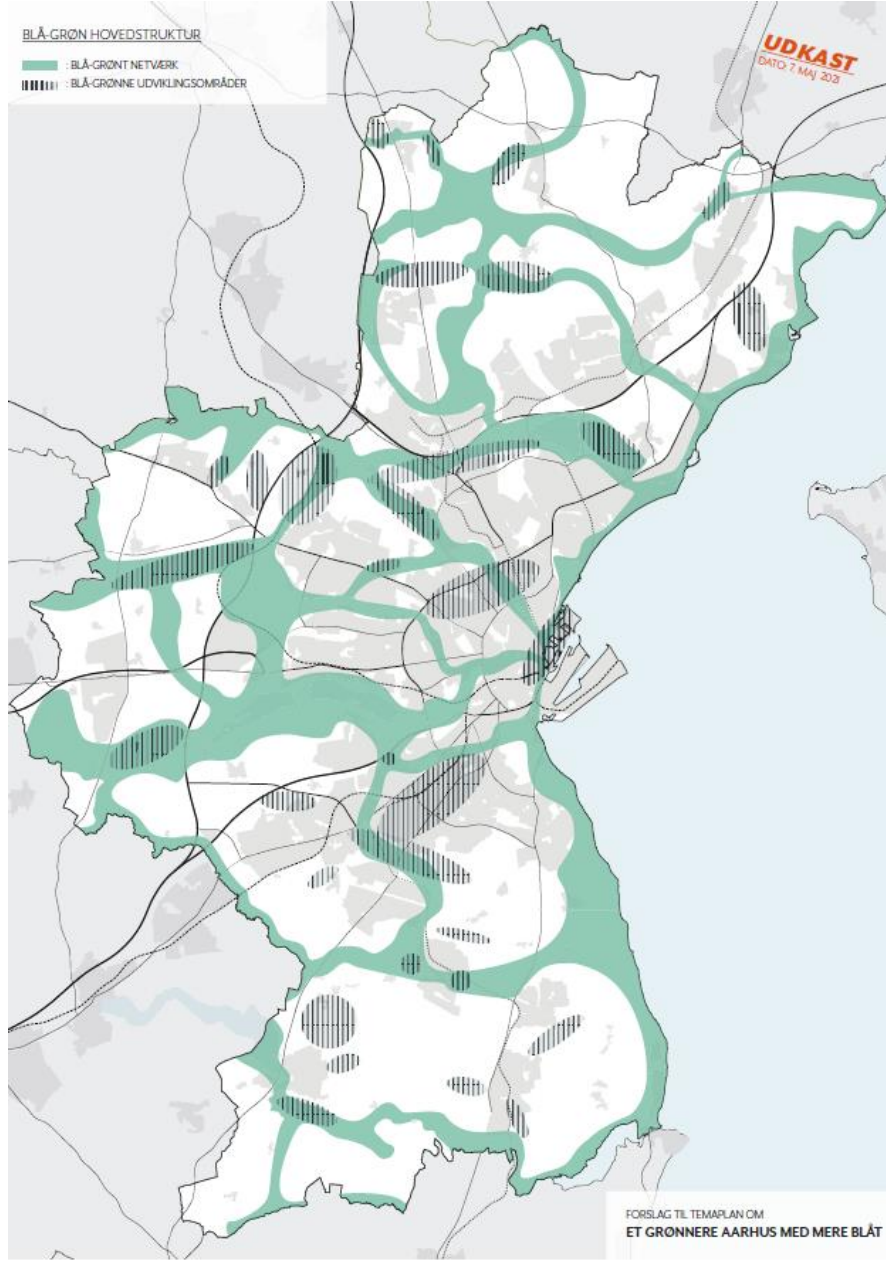 BLÅ-GRØN HOVEDSTRUKTUR
: BLÅ-GRØNT NETVÆRK
: BLÅ-GRØNNE UDVIKLINGSOMRÅDER
UDKAST
DATO: 7. MAJ 2021
FORSLAG TIL TEMAPLAN OM
ET GRØNNERE AARHUS MED MERE BLÅT